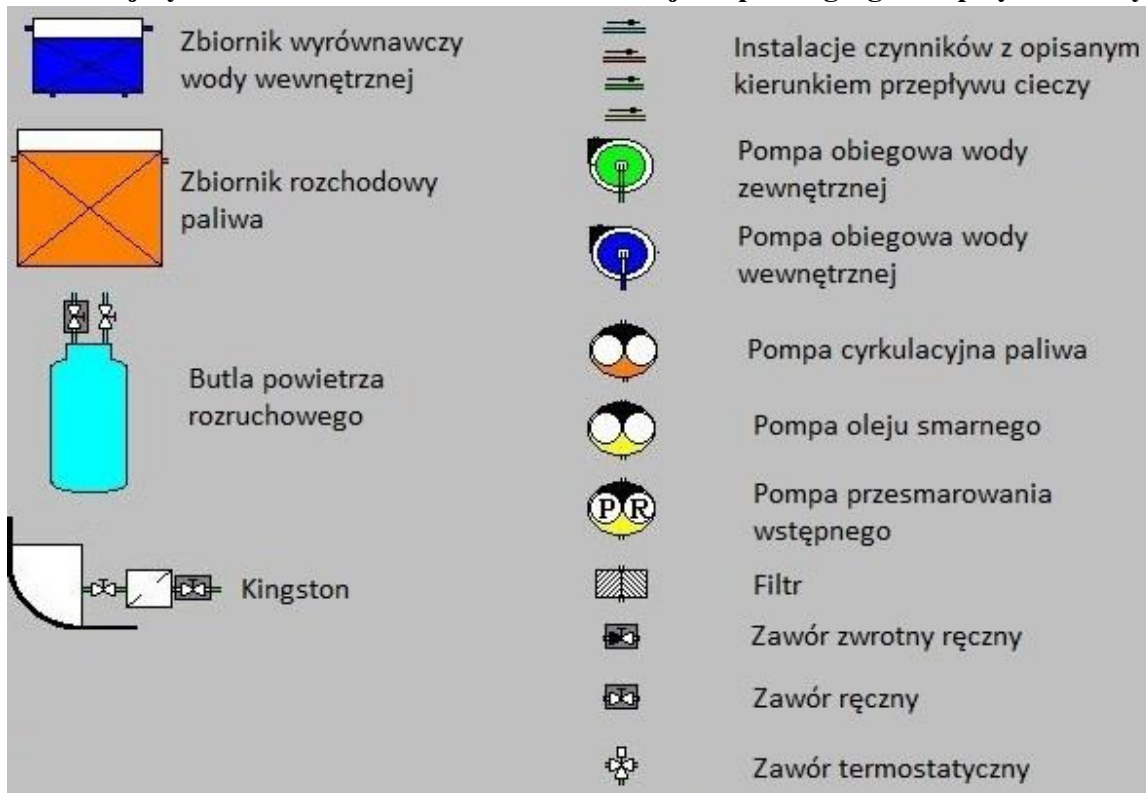 Zbiornik wyrównawczy
wody wewnętrznej
Zbiornik rozchodowy
paliwa
Butla powietrza
rozruchowego
Kingston
Instalacje czynników z opisanym
kierunkiem przepływu cieczy
Pompa obiegowa wody
zewnętrznej
Pompa obiegowa wody
wewnętrznej
Pompa cyrkulacyjna paliwa
Pompa oleju smarnego
PR
Pompa przesmarowania
wstępnego
Filtr
Zawór zwrotny ręczny
Zawór ręczny
Zawór termostatyczny